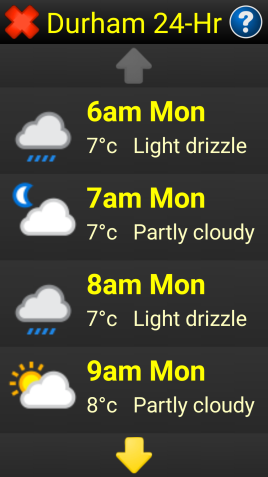 Durham 24-Hr ?
6am Mon
7°c Light drizzle
7am Mon
7°c Partly cloudy
8am Mon
7°c Light drizzle
9am Mon
8°c Partly cloudy